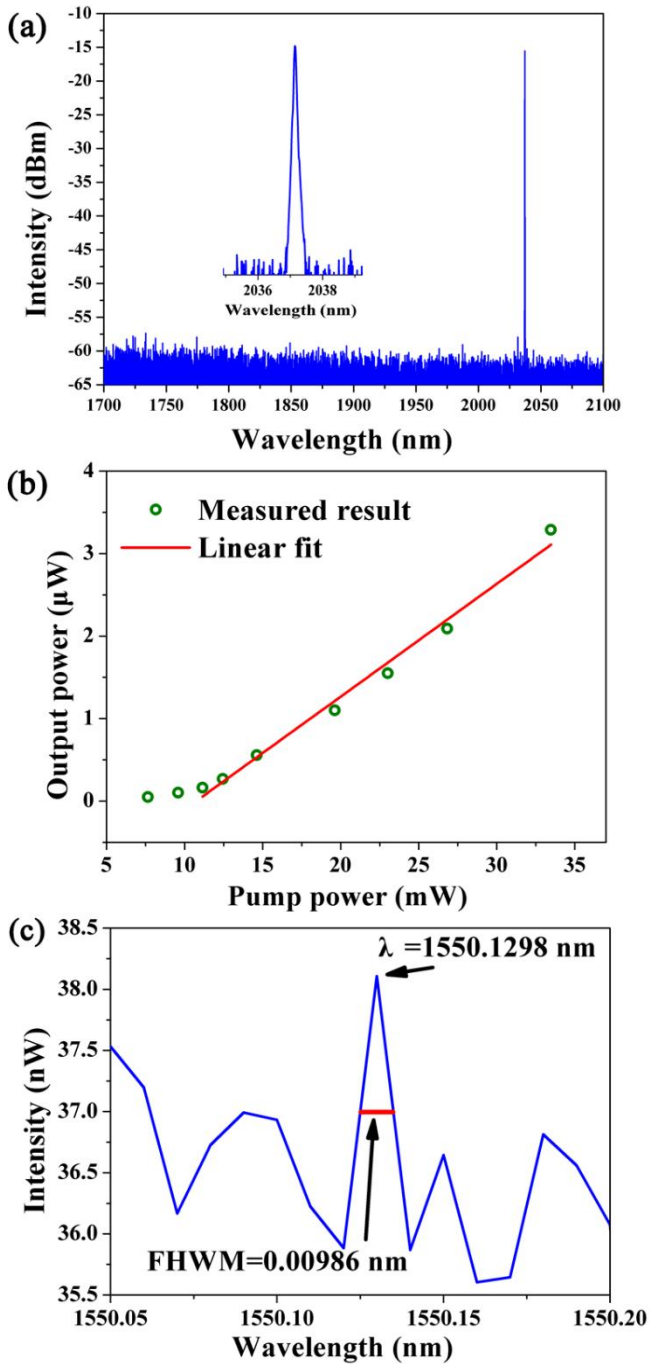 (a)
-10
-15
-20
-25
-30
-35
-40
-45
-50
-55
-60
-65
Intensity (dBm)
2036 2038
Wavelength (nm)
1700 1750 1800 1850 1900 1950 2000 2050 2100
Wavelength (nm)
(b)
4
3
2
1
0
Output power (μW)
Measured result
Linear fit
5 10 15 20 25 30 35
Pump power (mW)
(c)
38.5
38.0
37.5
37.0
36.5
36.0
35.5
Intensity (nW)
λ =1550.1298 nm
FHWM=0.00986 nm
1550.05 1550.10 1550.15 1550.20
Wavelength (nm)